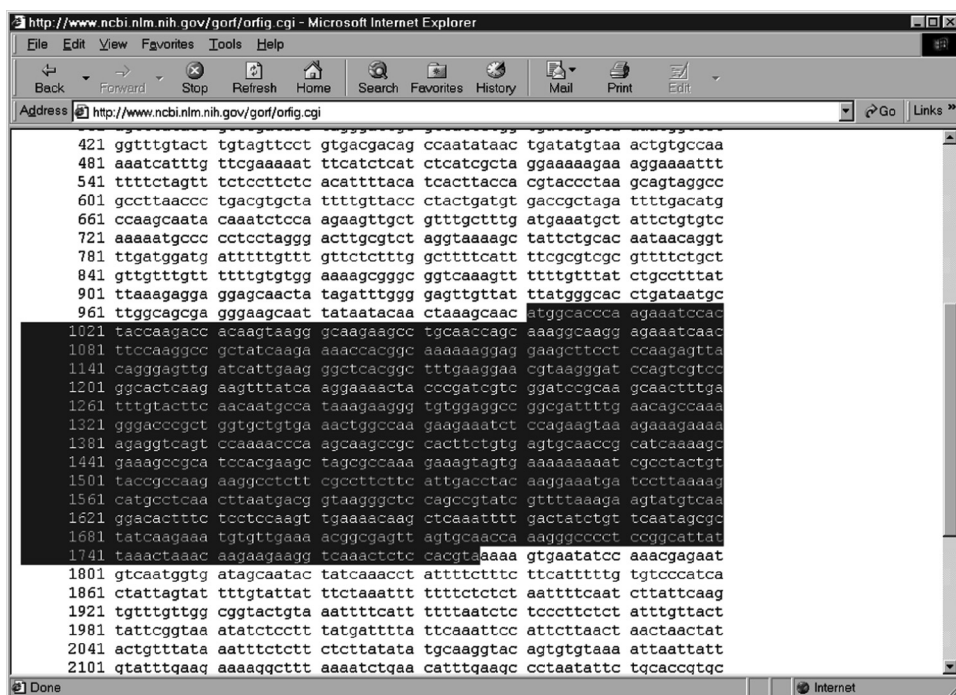 http://www.ncbi.nlm.nih.gov/gorf/orfig.cgi - Microsoft Internet Explorer
File Edit View Favorites Tools Help
Back Forward Stop Refresh Home Search Favorites History Mail Print Edit
Address http://www.ncbi.nlm.nih.gov/gorf/orfig.cgi Go Links »
421 ggtttgtact tgtagttcct gtgacgacag ccaatataac tgatatgtaa actgtgccaa
481 aaatcatttg ttcgaaaaat ttcatctcat ctcatcgcta ggaaaaagaa aggaaaattt
541 ttttctagtt tctccttctc acattttaca tcacttacca cgtaccctaa gcagtaggcc
601 gccttaaccc tgacgtgcta ttttgttacc ctactgatgt gaccgctaga ttttgacatg
661 ccaagcaata caaatctcca agaagttgct gtttgctttg atgaaatgct attctgtgtc
721 aaaaatgccc cctcctaggg acttgcgtct aggtaaaagc tattctgcac aataacaggt
781 ttgatggatg atttttgttt gttctctttg gcttttcatt ttcgcgtcgc gttttctgct
841 gttgtttgtt tttttgtgtgg aaaagcgggc ggtcaaagtt ttttgtttat ctgcctttat
901 ttaaagagga ggagcaacta tagatttggg gagttgttat ttatgggcac ctgataatgc
961 ttggcagcga gggaagcaat tataatacaa ctaaagcaac atggcaccca agaaatccac
1021 taccaagacc acaagtaagg gcaagaagcc tgcaaccagc aaaggcaagg agaaatcaac
1081 ttccaaggcc gctatcaaga aaaccacggc aaaaaaggag gaagcttcct ccaagagtta
1141 cagggagttg atcattgaag ggctcacggc tttgaaggaa cgtaagggat ccagtcgtcc
1201 ggcactcaag aagtttatca aggaaaacta cccgatcgtc ggatccgcaa gcaactttga
1261 tttgtacttc aacaatgcca taaagaaggg tgtggaggcc ggcgattttg aacagccaaa
1321 gggacccgct ggtgctgtga aactggccaa gaagaaatct ccagaagtaa agaaagaaaa
1381 agaggtcagt ccaaaaccca agcaagccgc cacttctgtg agtgcaaccg catcaaaagc
1441 gaaagccgca tccacgaagc tagcgccaaa gaaagtagtg aaaaaaaaat cgcctactgt
1501 taccgccaag aaggcctctt cgccttcttc attgacctac aaggaaatga tccttaaaag
1561 catgcctcaa cttaatgacg gtaagggctc cagccgtatc gttttaaaga agtatgtcaa
1621 ggacactttc tcctccaagt tgaaaacaag ctcaaatttt gactatctgt tcaatagcgc
1681 tatcaagaaa tgtgttgaaa acggcgagtt agtgcaacca aagggcccct ccggcattat
1741 taaactaaac aagaagaagg tcaaactctc cacgtaaaaa gtgaatatcc aaacgagaat
1801 gtcaatggtg atagcaatac tatcaaacct attttctttc ttcatttttg tgtcccatca
1861 ctattagtat tttgtattat ttctaaattt tttttctctct aattttcaat cttattcaag
1921 tgtttgttgg cggtactgta aattttcatt ttttaatctc tcccttctct atttgttact
1981 tattcggtaa atatctcctt tatgatttta ttcaaattcc attcttaact aactaactat
2041 actgtttata aatttctctt ctcttatata tgcaaggtac agtgtgtaaa attaattatt
2101 gtatttgaag aaaaggcttt aaaatctgaa catttgaagc cctaatattc tgcaccgtgc
Done Internet